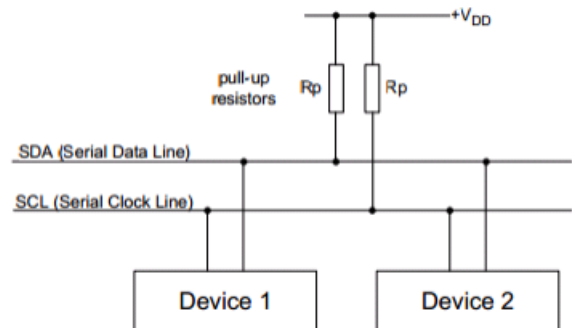 +VDD
pull-up
resistors
Rp
Rp
SDA (Serial Data Line)
SCL (Serial Clock Line)
Device 1
Device 2